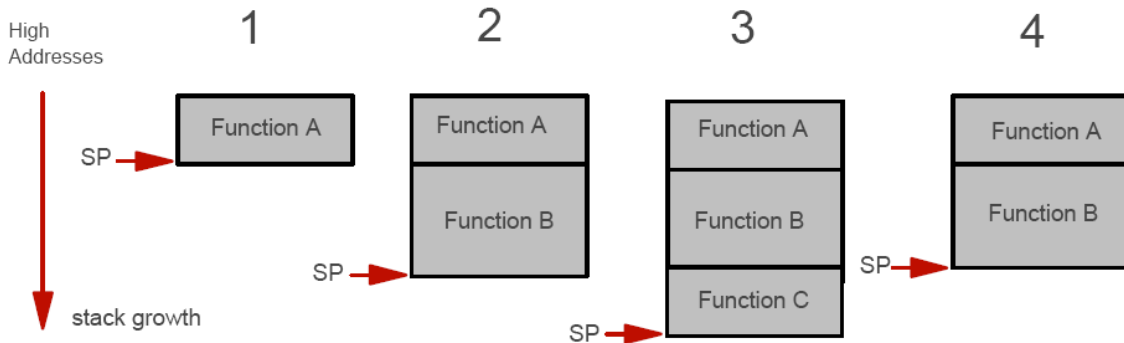 High
Addresses
1
2
3
4
Function A
Function A
Function A
Function A
SP
Function B
Function B
Function B
SP
SP
Function C
stack growth
SP